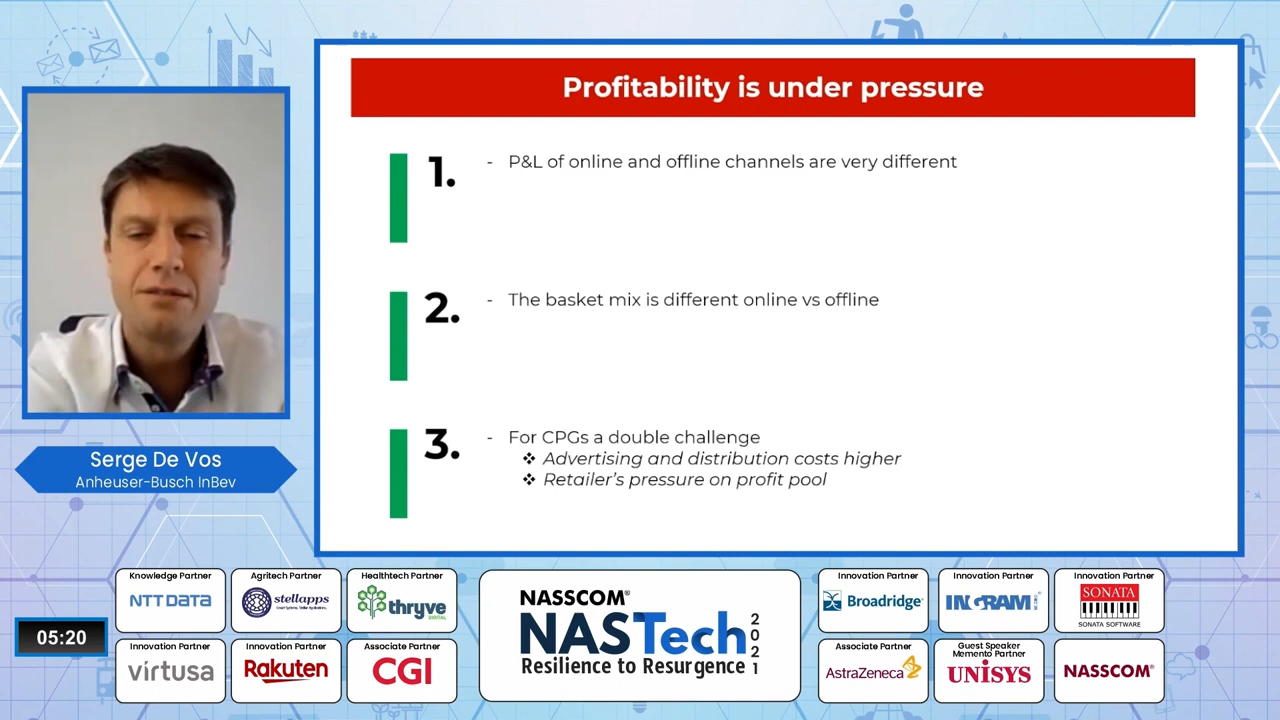 Profitability is under pressure
1.
- P&L of online and offline channels are very different
2.
- The basket mix is different online vs offline
3.
- For CPGs a double challenge
❖ Advertising and distribution costs higher
❖ Retailer's pressure on profit pool
Serge De Vos
Anheuser-Busch InBev
05:20
Knowledge Partner
NTT DATA
Agritech Partner
stellapps
Healthtech Partner
thryve
DIGITAL
Innovation Partner
virtusa
Innovation Partner
Rakuten
Associate Partner
CGI
NASSCOM®
NASTech
2021
Resilience to Resurgence
Innovation Partner
Broadridge®
Innovation Partner
INGRAM
Innovation Partner
SONATA
SONATA SOFTWARE
Associate Partner
AstraZeneca
Guest Speaker
Memento Partner
UNISYS
NASSCOM®